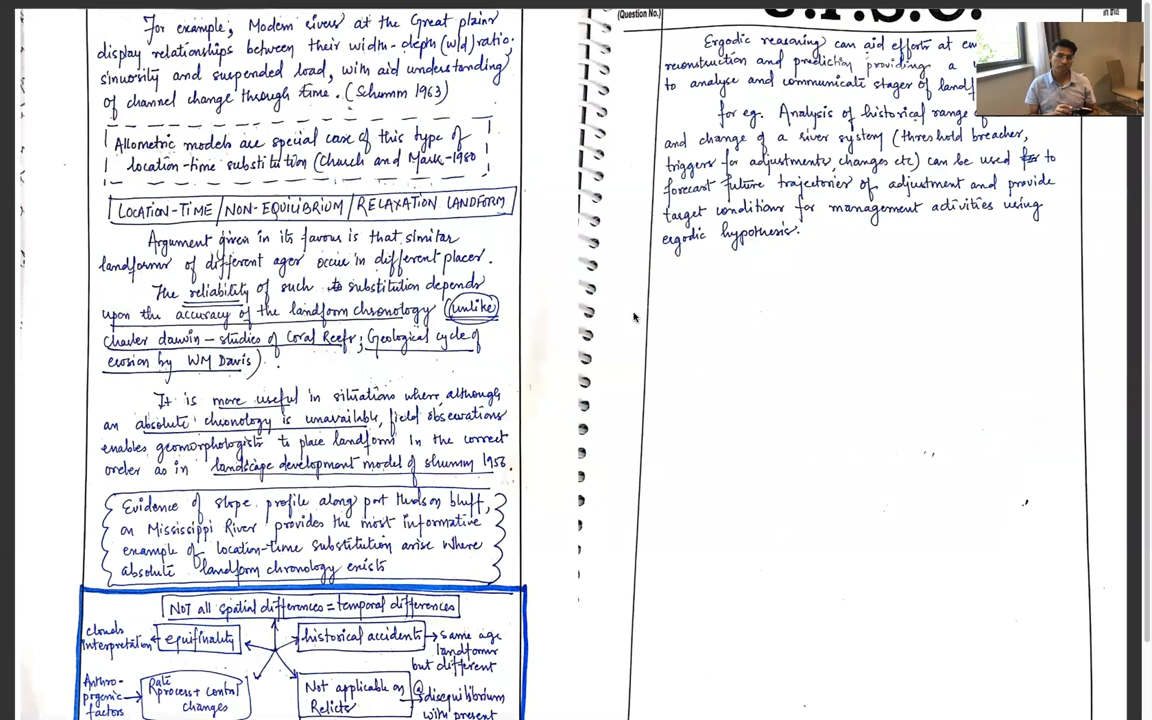 For example, Modern rivers at the Great plains
display relationships between their width-depth (w/d) ratio,
sinuosity and suspended load, with aid understanding
of channel change through time. (Schumm 1963)
Allometric models are special case of this type of
location-time substitution (Church and Mark-1980
LOCATION-TIME / NON-EQUILIBRIUM / RELAXATION LANDFORM
Argument given in its favour is that similar
landforms of different ages occur in different places.
The reliability of such substitution depends
upon the accuracy of the landform chronology (unlike
charles darwin - studies of Coral Reefs; Geological cycle of
erosion by WM Davis).
It is more useful in situations where, although
an absolute chronology is unavailable, field observations
enables geomorphologists to place landform in the correct
order as in landscape development model of shumm 1956.
Evidence of slope profile along port Hudson bluff,
on Mississippi River provides the most informative
example of location-time substitution arise where
absolute landform chronology exists
NOT all spatial differences = temporal differences
clouds
interpretation
equifinality
historical accidents
same age
landforms
but different
Anthro-
pogenic
factors
Rate
process + control
changes
Not applicable on
Relicts
disequilibrium
with present
(Question No.)
U.P.S.C.
in this
Ergodic reasoning can aid efforts at
reconstruction and prediction, providing a
to analyse and communicate stages of
for eg. Analysis of historical range
and change of a river system (threshold breaches,
triggers for adjustments, changes etc) can be used to
forecast future trajectories of adjustment and provide
target conditions for management activities using
ergodic hypothesis.